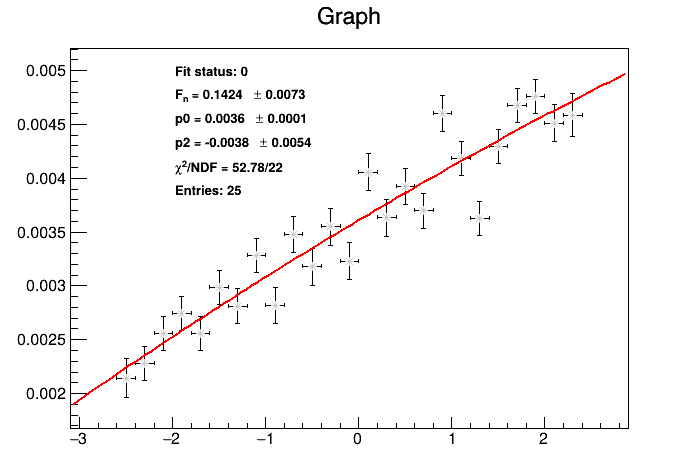 Graph
Fit status: 0
Fn = 0.1424 ± 0.0073
p0 = 0.0036 ± 0.0001
p2 = -0.0038 ± 0.0054
χ²/NDF = 52.78/22
Entries: 25
0.005
0.0045
0.004
0.0035
0.003
0.0025
0.002
−3 −2 −1 0 1 2